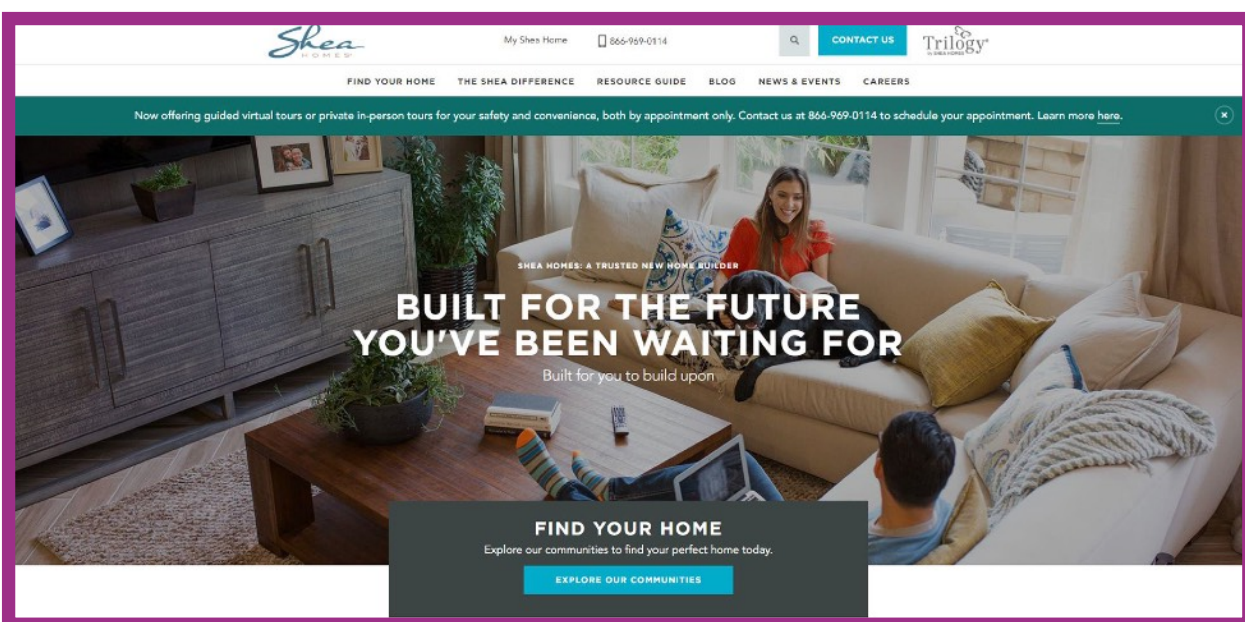 Shea
HOMES
My Shea Home
866-969-0114
CONTACT US
Trilogy
BY SHEA HOMES
FIND YOUR HOME THE SHEA DIFFERENCE RESOURCE GUIDE BLOG NEWS & EVENTS CAREERS
Now offering guided virtual tours or private in-person tours for your safety and convenience, both by appointment only. Contact us at 866-969-0114 to schedule your appointment. Learn more here.
SHEA HOMES: A TRUSTED NEW HOME BUILDER
BUILT FOR THE FUTURE
YOU'VE BEEN WAITING FOR
Built for you to build upon
FIND YOUR HOME
Explore our communities to find your perfect home today.
EXPLORE OUR COMMUNITIES